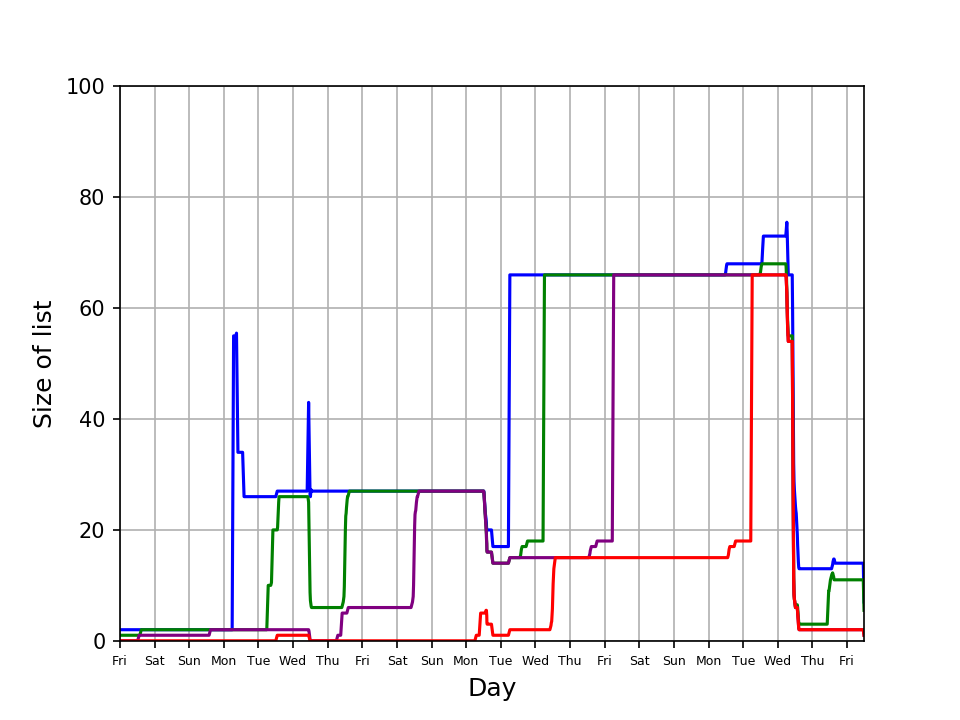 100
80
60
40
20
0
Size of list
Fri Sat Sun Mon Tue Wed Thu Fri Sat Sun Mon Tue Wed Thu Fri Sat Sun Mon Tue Wed Thu Fri
Day